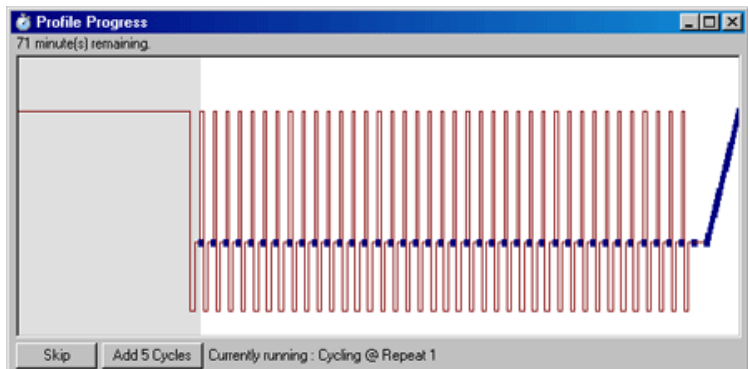 Profile Progress
71 minute(s) remaining.
Skip
Add 5 Cycles
Currently running : Cycling @ Repeat 1